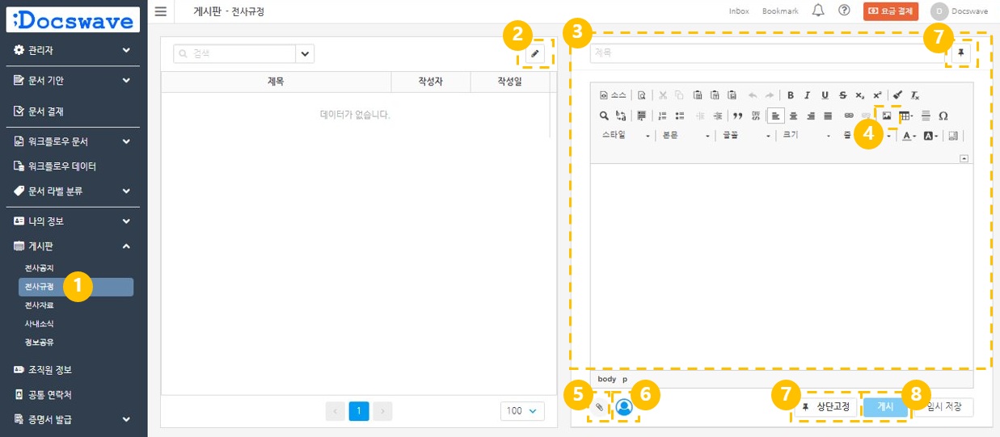 ;Docswave
게시판 - 전사규정
Inbox Bookmark 요금 결제 D Docswave
관리자
문서 기안
문서 결재
워크플로우 문서
워크플로우 데이터
문서 라벨 분류
나의 정보
게시판
전사공지
전사규정 1
전사자료
사내소식
정보공유
조직원 정보
공통 연락처
증명서 발급
검색 2
제목 작성자 작성일
데이터가 없습니다.
1 100
3 7
제목
소스 B I U S x₂ x² Tx
Ω
4
스타일 본문 글꼴 크기 줄 A A
body p
5 6 7 8
상단고정 게시 임시 저장